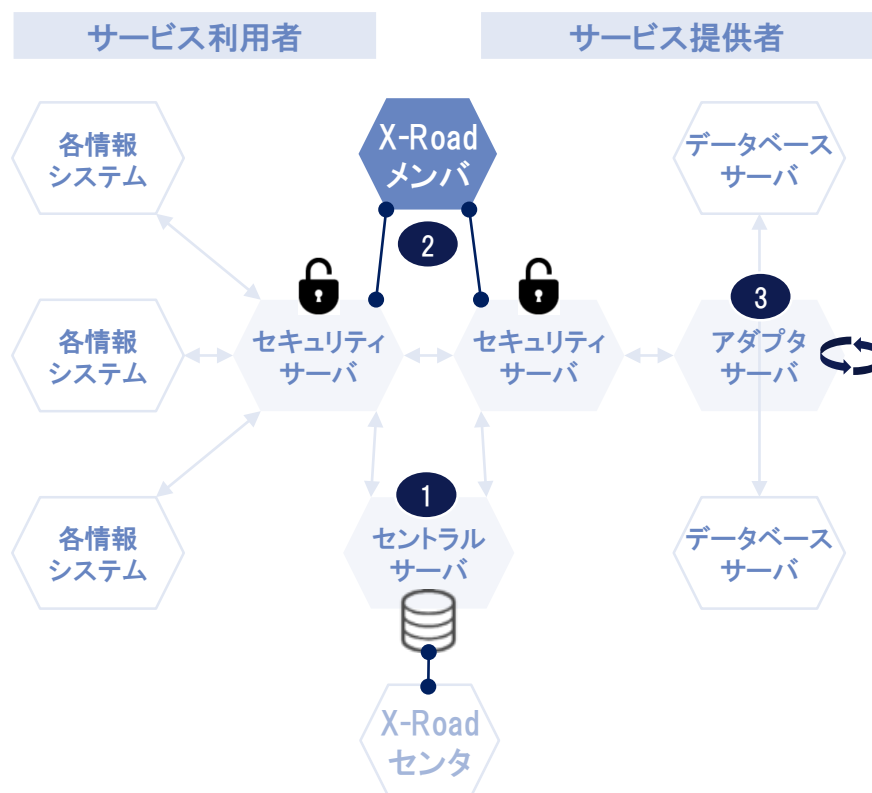 サービス利用者
サービス提供者
各情報
システム
X-Road
メンバ
データベース
サーバ
2
3
各情報
システム
セキュリティ
サーバ
セキュリティ
サーバ
アダプタ
サーバ
1
各情報
システム
セントラル
サーバ
データベース
サーバ
X-Road
センタ